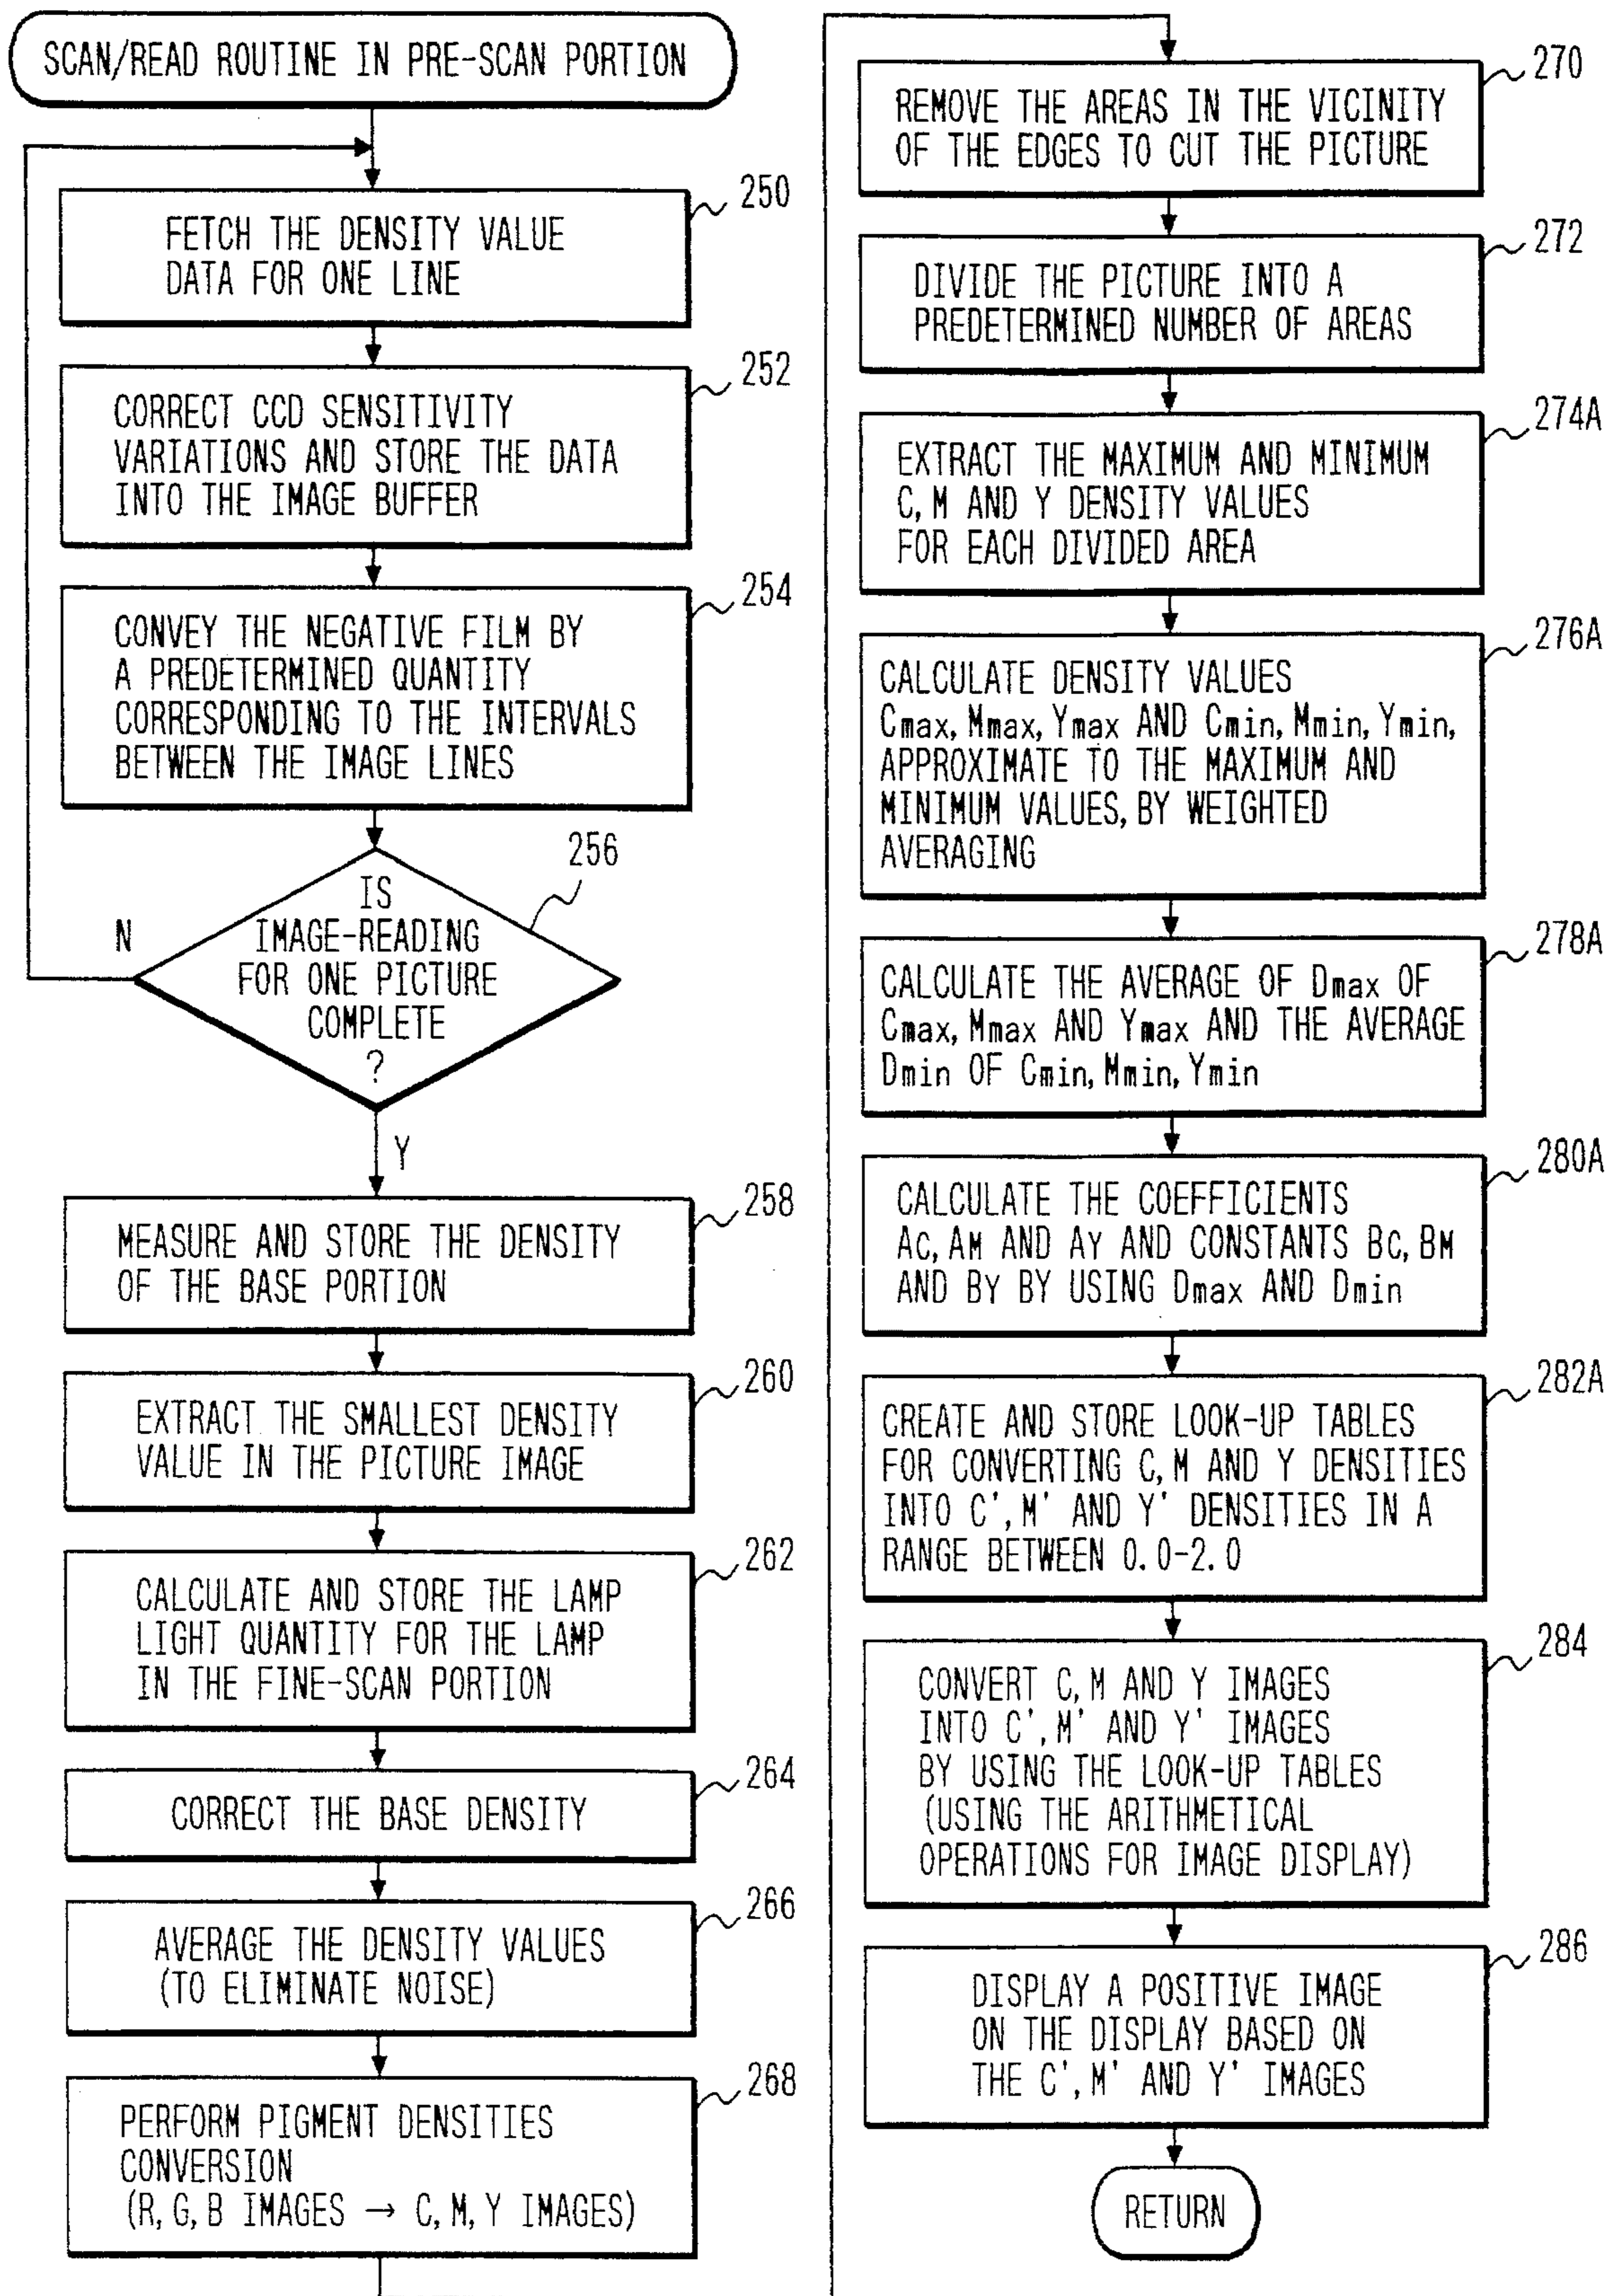 SCAN/READ ROUTINE IN PRE-SCAN PORTION
250
FETCH THE DENSITY VALUE
DATA FOR ONE LINE
252
CORRECT CCD SENSITIVITY
VARIATIONS AND STORE THE DATA
INTO THE IMAGE BUFFER
254
CONVEY THE NEGATIVE FILM BY
A PREDETERMINED QUANTITY
CORRESPONDING TO THE INTERVALS
BETWEEN THE IMAGE LINES
256
IS
IMAGE-READING
FOR ONE PICTURE
COMPLETE
?
N
Y
258
MEASURE AND STORE THE DENSITY
OF THE BASE PORTION
260
EXTRACT THE SMALLEST DENSITY
VALUE IN THE PICTURE IMAGE
262
CALCULATE AND STORE THE LAMP
LIGHT QUANTITY FOR THE LAMP
IN THE FINE-SCAN PORTION
264
CORRECT THE BASE DENSITY
266
AVERAGE THE DENSITY VALUES
(TO ELIMINATE NOISE)
268
PERFORM PIGMENT DENSITIES
CONVERSION
(R, G, B IMAGES → C, M, Y IMAGES)
270
REMOVE THE AREAS IN THE VICINITY
OF THE EDGES TO CUT THE PICTURE
272
DIVIDE THE PICTURE INTO A
PREDETERMINED NUMBER OF AREAS
274A
EXTRACT THE MAXIMUM AND MINIMUM
C, M AND Y DENSITY VALUES
FOR EACH DIVIDED AREA
276A
CALCULATE DENSITY VALUES
Cmax, Mmax, Ymax AND Cmin, Mmin, Ymin,
APPROXIMATE TO THE MAXIMUM AND
MINIMUM VALUES, BY WEIGHTED
AVERAGING
278A
CALCULATE THE AVERAGE OF Dmax OF
Cmax, Mmax AND Ymax AND THE AVERAGE
Dmin OF Cmin, Mmin, Ymin
280A
CALCULATE THE COEFFICIENTS
AC, AM AND AY AND CONSTANTS BC, BM
AND BY BY USING Dmax AND Dmin
282A
CREATE AND STORE LOOK-UP TABLES
FOR CONVERTING C, M AND Y DENSITIES
INTO C', M' AND Y' DENSITIES IN A
RANGE BETWEEN 0.0-2.0
284
CONVERT C, M AND Y IMAGES
INTO C', M' AND Y' IMAGES
BY USING THE LOOK-UP TABLES
(USING THE ARITHMETICAL
OPERATIONS FOR IMAGE DISPLAY)
286
DISPLAY A POSITIVE IMAGE
ON THE DISPLAY BASED ON
THE C', M' AND Y' IMAGES
RETURN